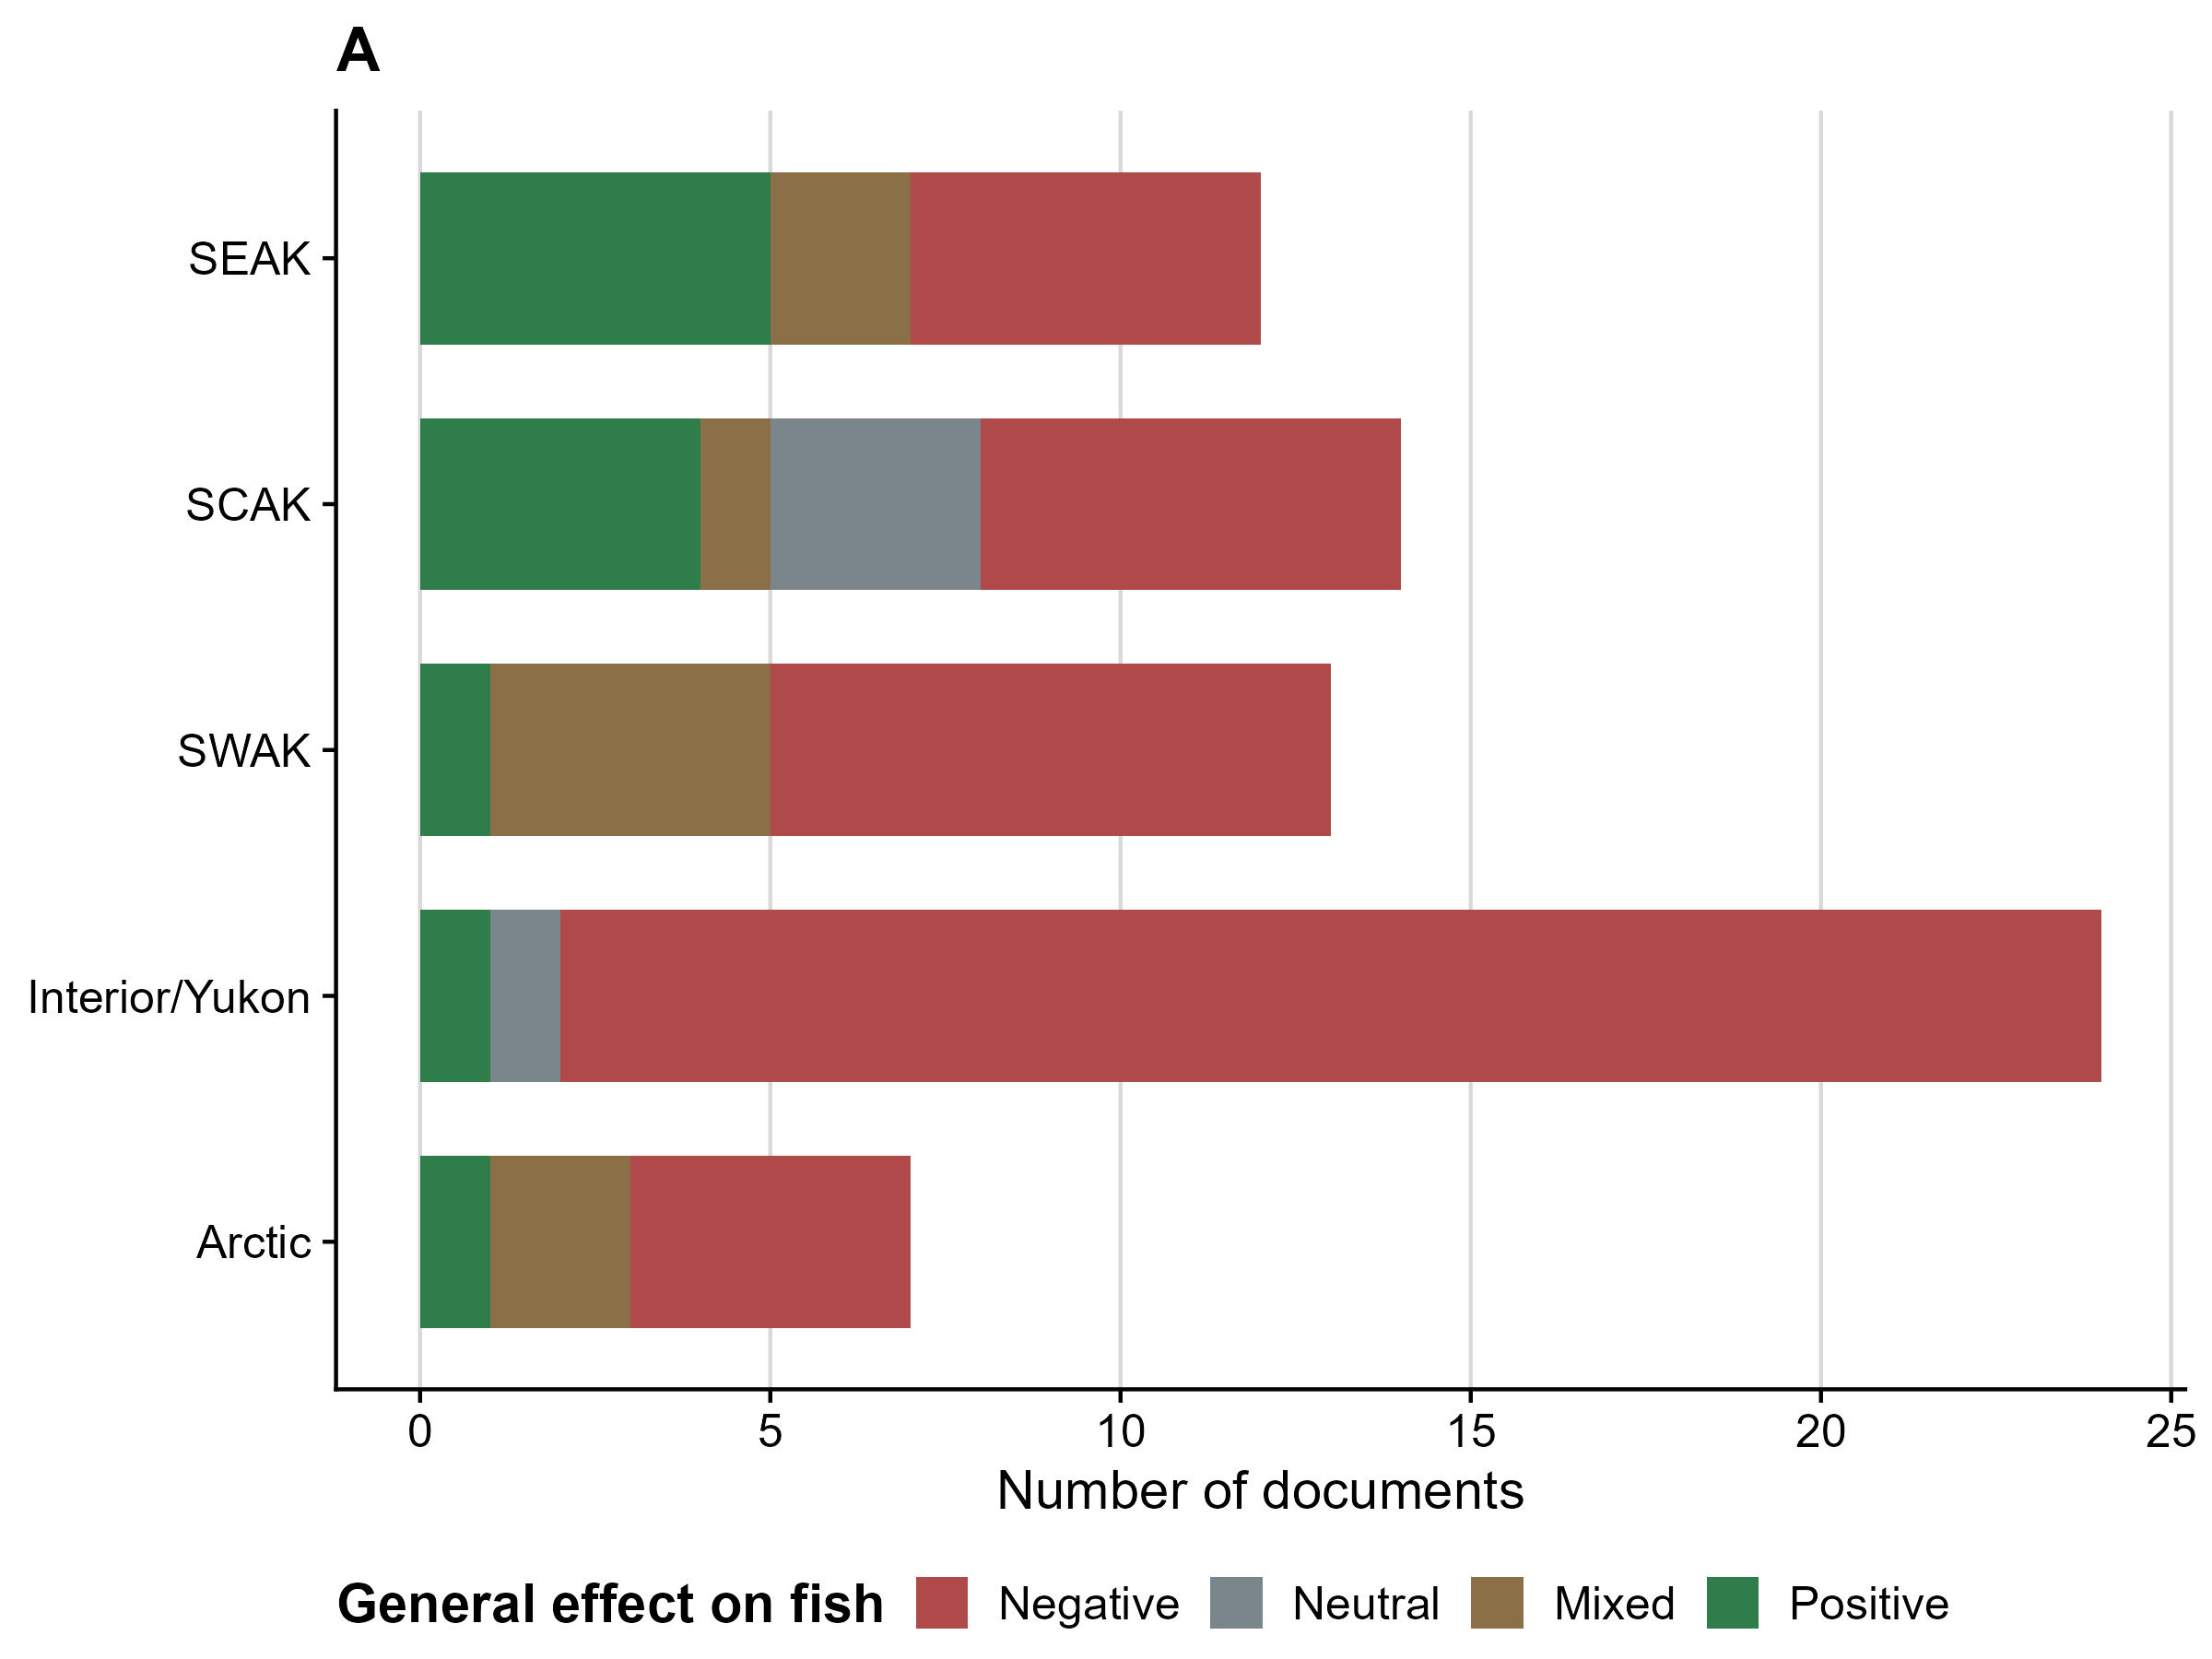 A
SEAK
SCAK
SWAK
Interior/Yukon
Arctic
0 5 10 15 20 25
Number of documents
General effect on fish Negative Neutral Mixed Positive